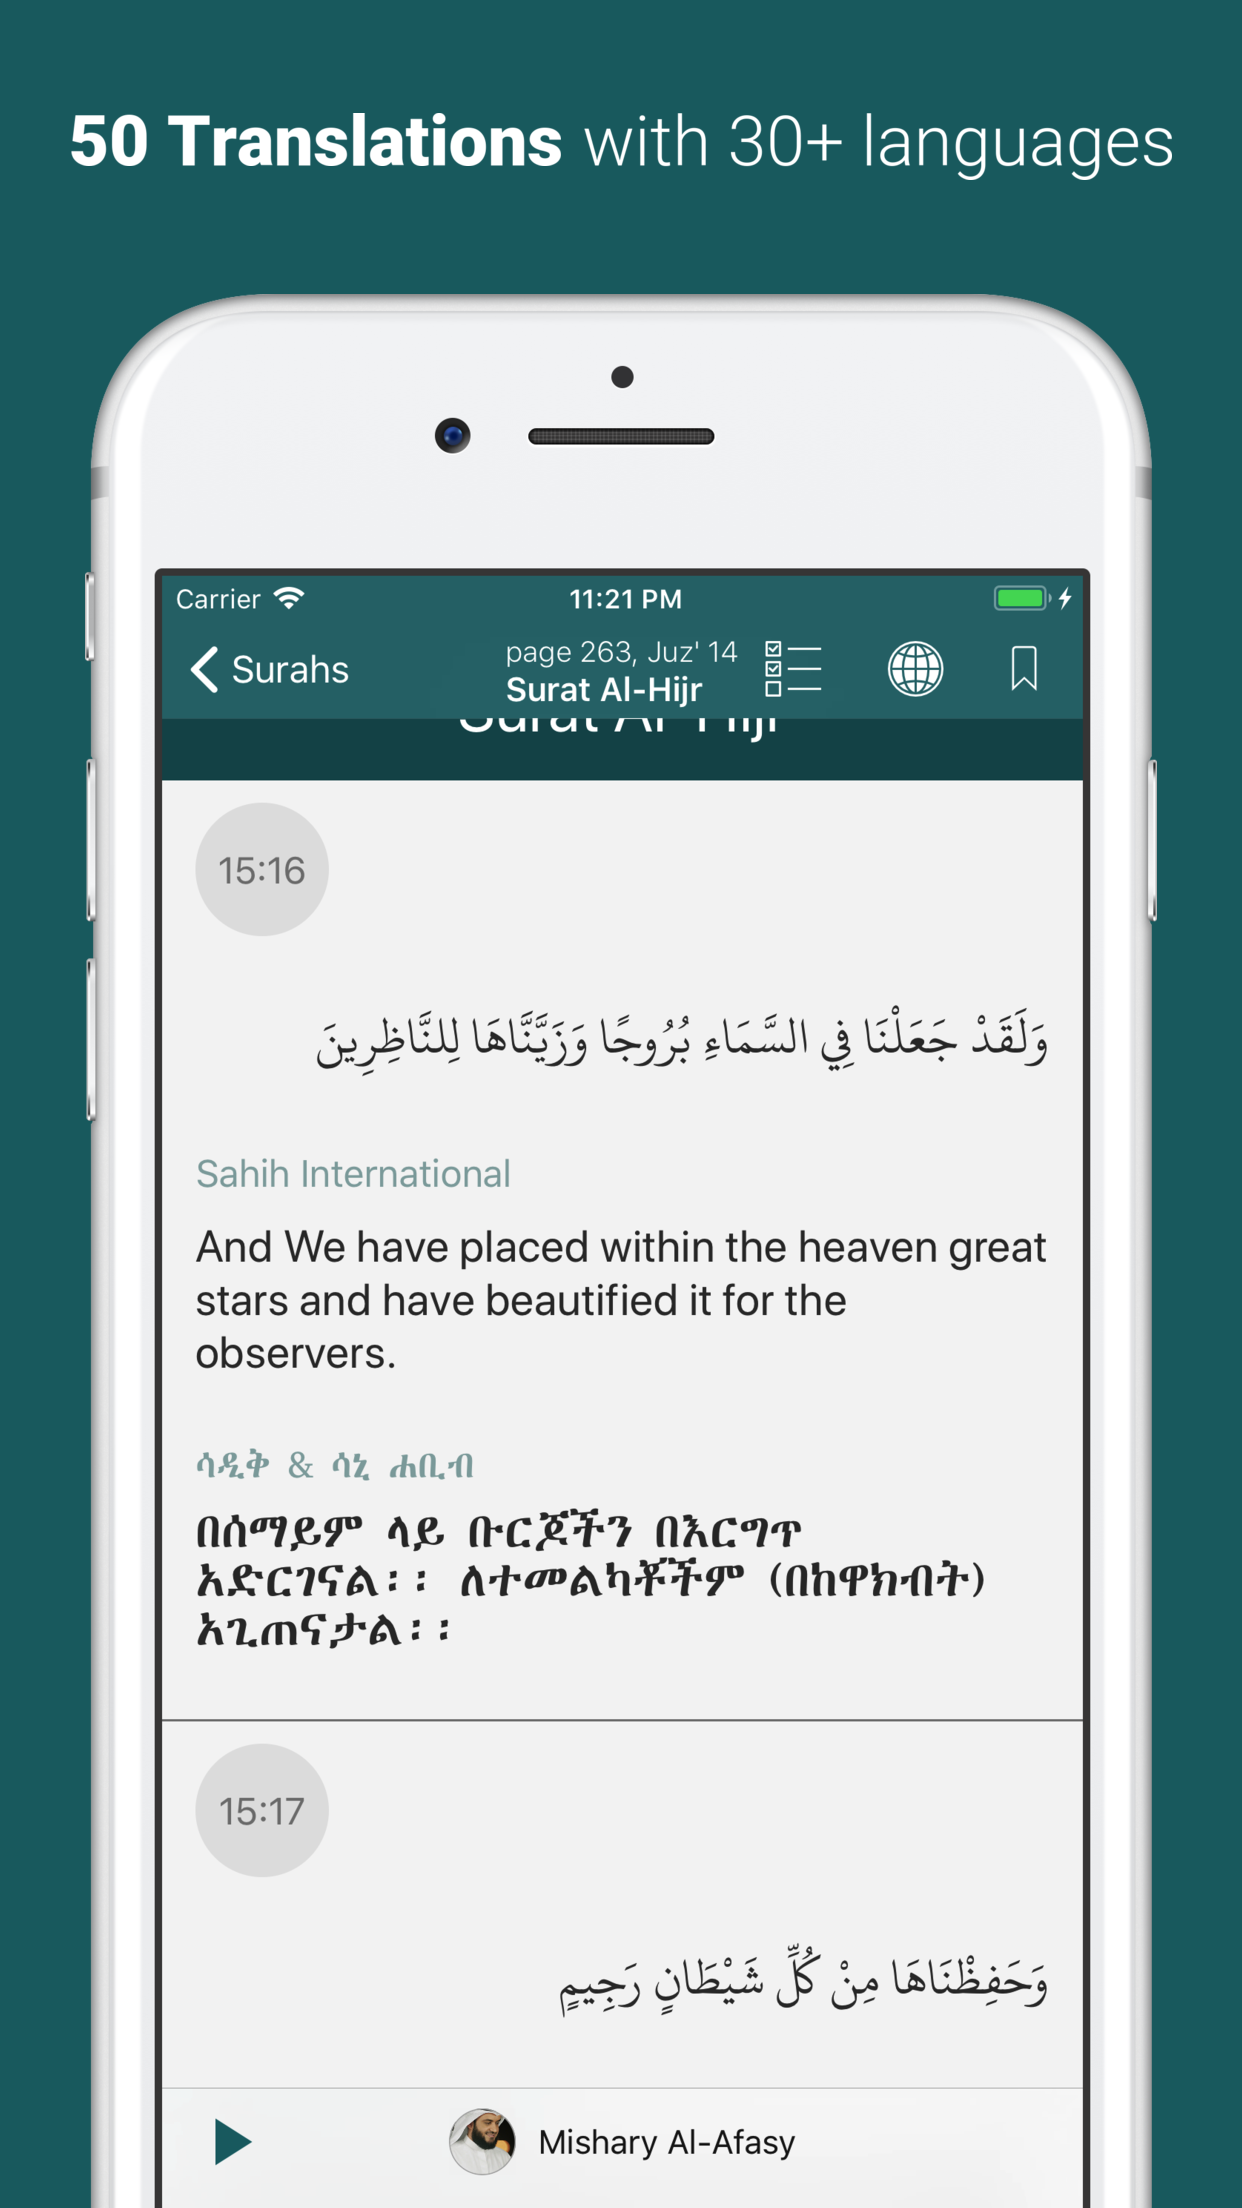 50 Translations with 30+ languages
Carrier
11:21 PM
Surahs
page 263, Juz' 14
Surat Al-Hijr
Surat Al-Hijr
15:16
وَلَقَدْ جَعَلْنَا فِي السَّمَاءِ بُرُوجًا وَزَيَّنَّاهَا لِلنَّاظِرِينَ
Sahih International
And We have placed within the heaven great
stars and have beautified it for the
observers.
ሳዲቅ & ሳኒ ሐቢብ
በሰማይም ላይ ቡርጆችን በእርግጥ
አድርገናል፡፡ ለተመልካቾችም (በከዋክብት)
አጊጠናታል፡፡
15:17
وَحَفِظْنَاهَا مِنْ كُلِّ شَيْطَانٍ رَجِيمٍ
Mishary Al-Afasy